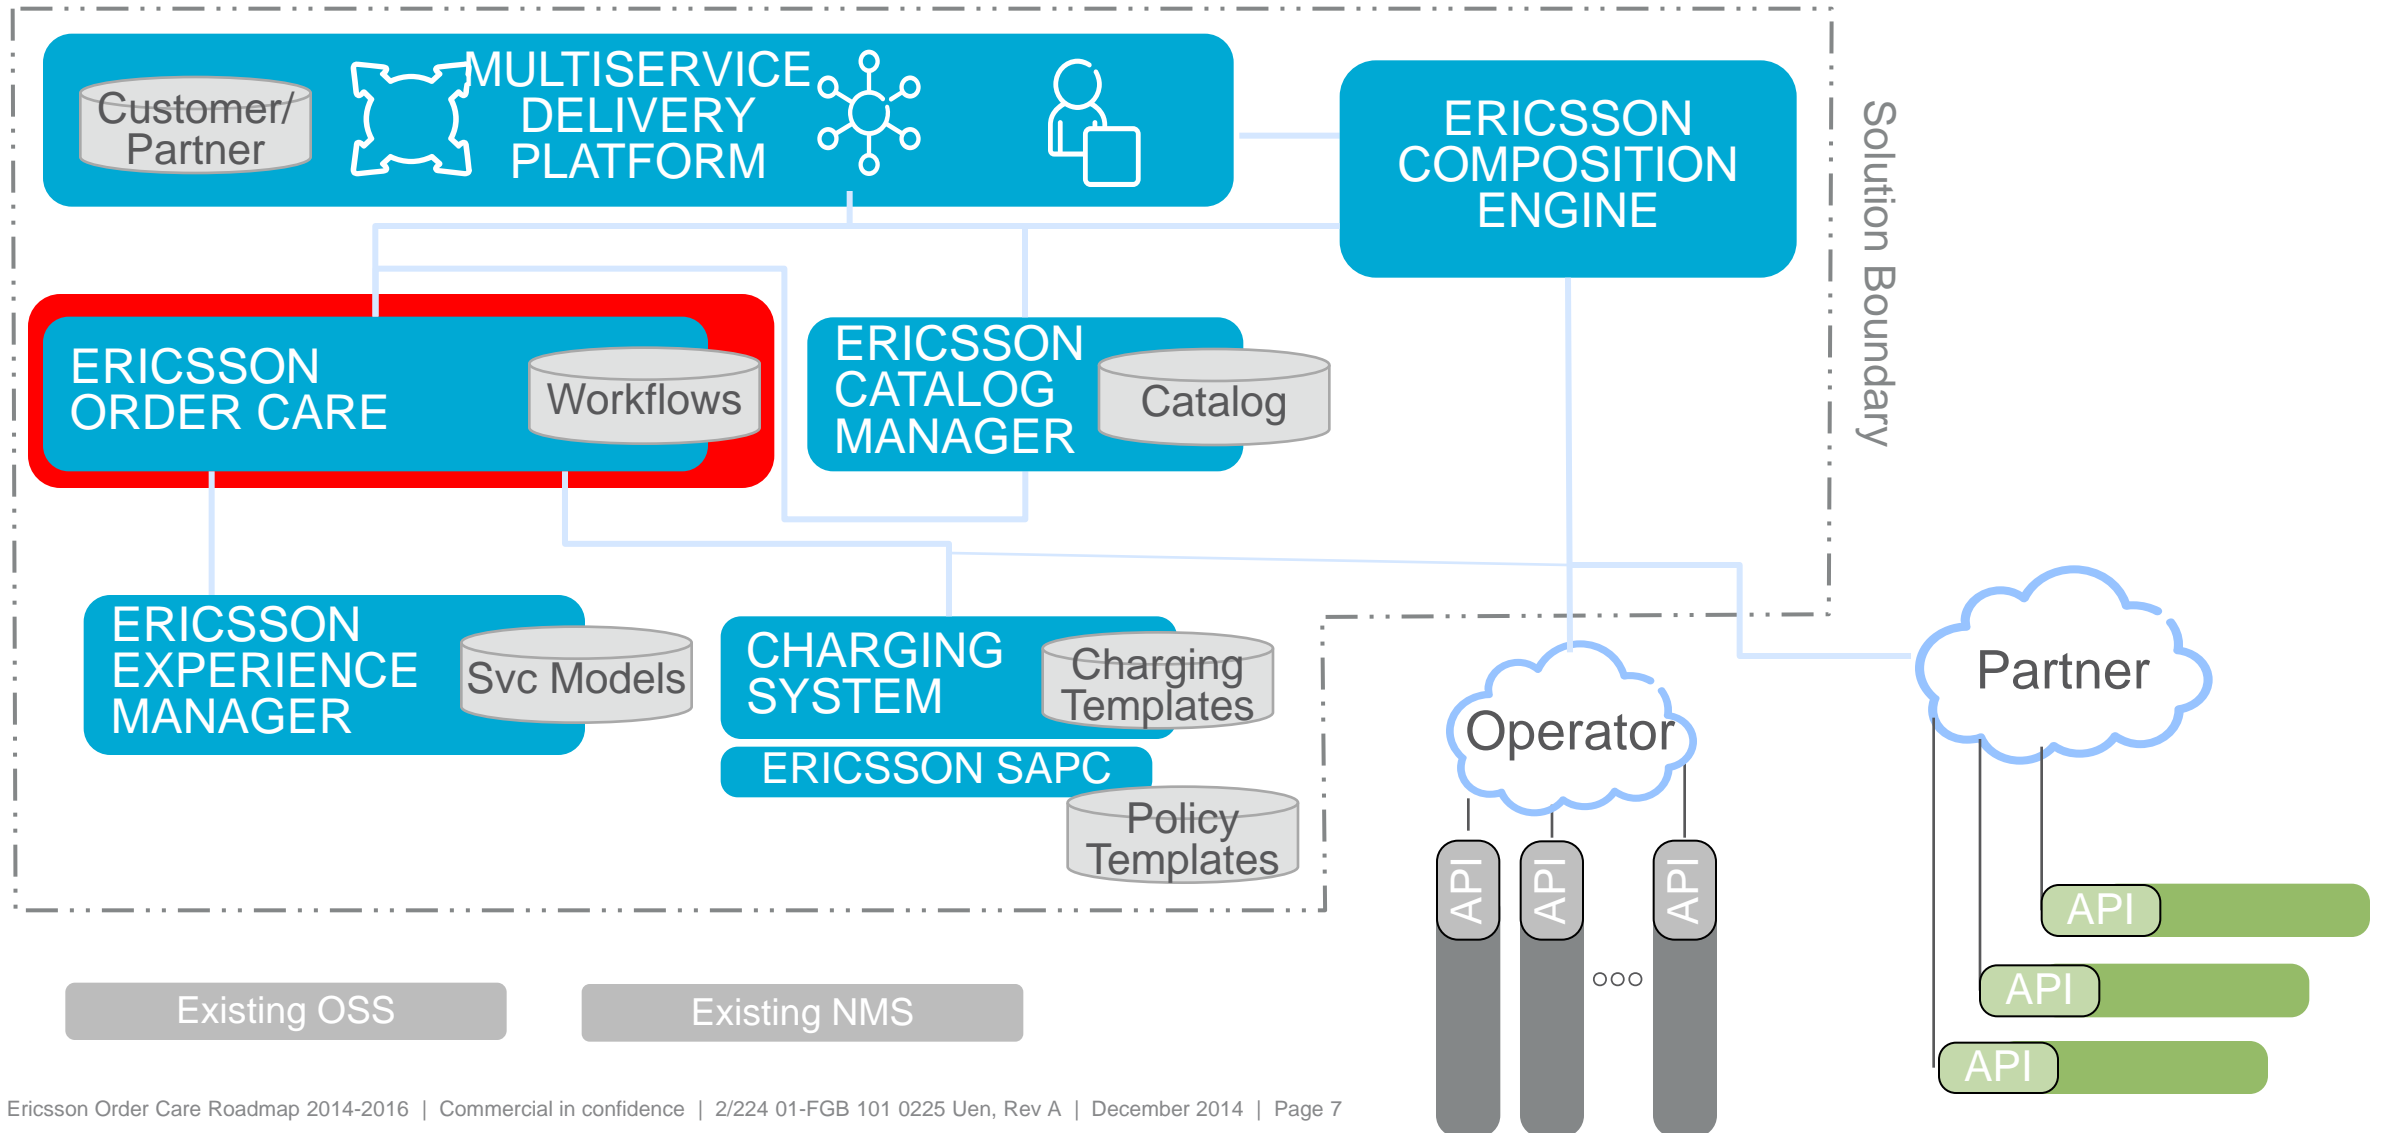 MULTISERVICE
DELIVERY
PLATFORM
Customer/
Partner
ERICSSON
COMPOSITION
ENGINE
Solution Boundary
ERICSSON
ORDER CARE
Workflows
ERICSSON
CATALOG
MANAGER
Catalog
ERICSSON
EXPERIENCE
MANAGER
Svc Models
CHARGING
SYSTEM
Charging
Templates
ERICSSON SAPC
Policy
Templates
Operator
Partner
API
API
API
API
API
API
Existing OSS
Existing NMS
Ericsson Order Care Roadmap 2014-2016 | Commercial in confidence | 2/224 01-FGB 101 0225 Uen, Rev A | December 2014 | Page 7